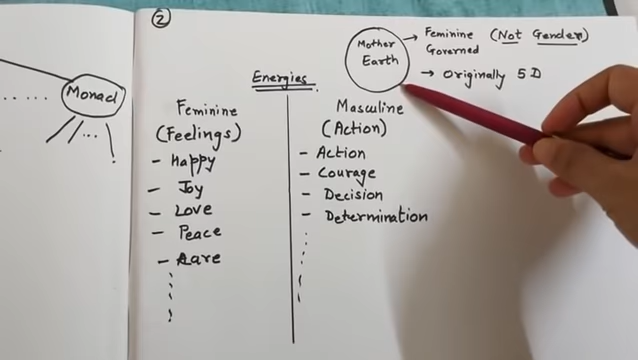 ②
Monad
Mother
Earth
→ Feminine (Not Gender)
Governed
→ Originally 5D
Energies
Feminine
(Feelings)
- Happy
- Joy
- Love
- Peace
- Care
Masculine
(Action)
- Action
- Courage
- Decision
- Determination